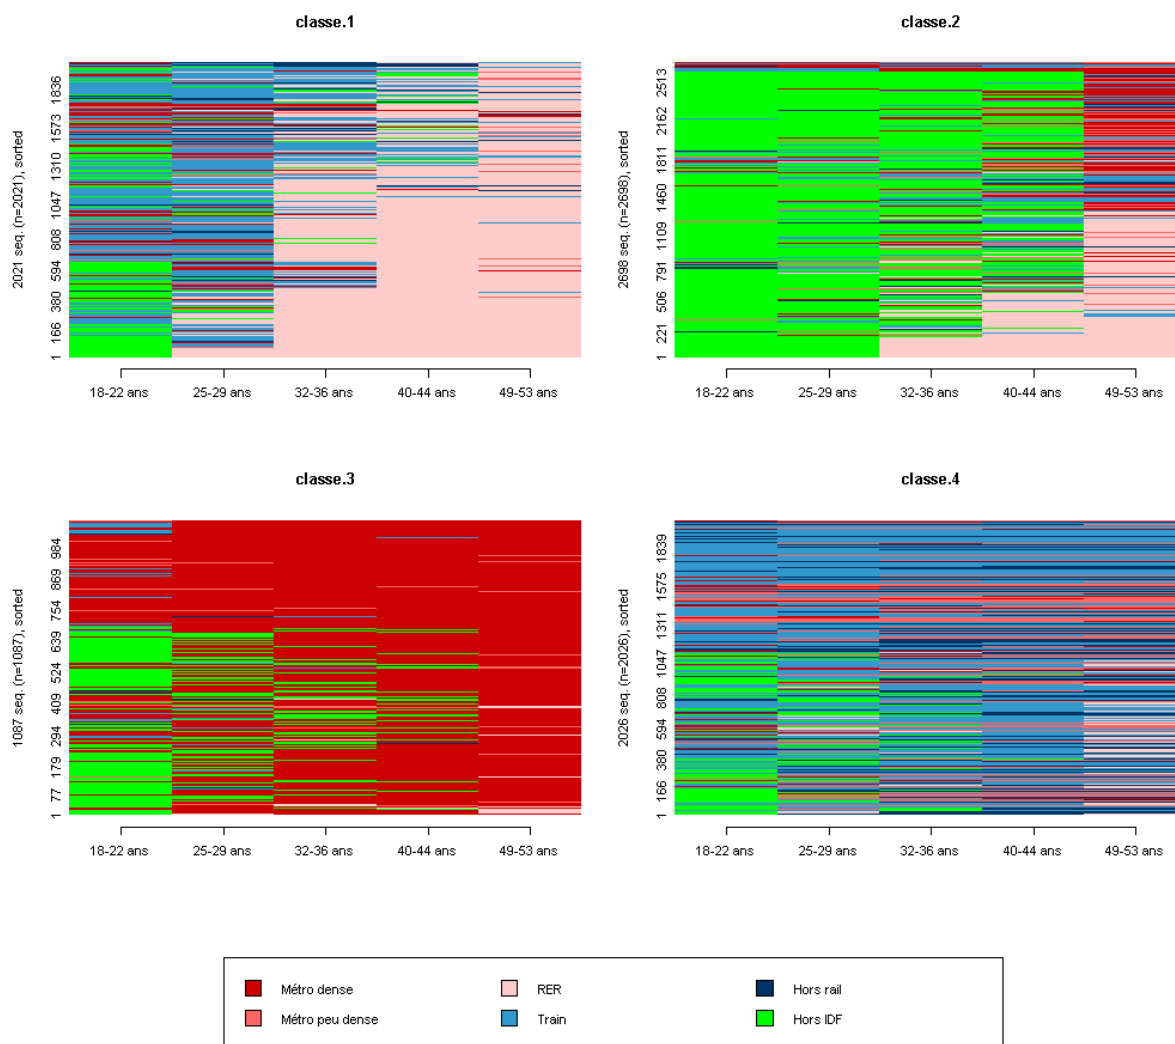 classe.1
2021 seq. (n=2021), sorted
1 166 380 594 808 1047 1310 1573 1836
18-22 ans 25-29 ans 32-36 ans 40-44 ans 49-53 ans
classe.2
2698 seq. (n=2698), sorted
1 221 506 791 1109 1460 1811 2162 2513
18-22 ans 25-29 ans 32-36 ans 40-44 ans 49-53 ans
classe.3
1087 seq. (n=1087), sorted
1 77 179 294 409 524 639 754 869 984
18-22 ans 25-29 ans 32-36 ans 40-44 ans 49-53 ans
classe.4
2026 seq. (n=2026), sorted
1 166 380 594 808 1047 1311 1575 1839
18-22 ans 25-29 ans 32-36 ans 40-44 ans 49-53 ans
Métro dense RER Hors rail
Métro peu dense Train Hors IDF